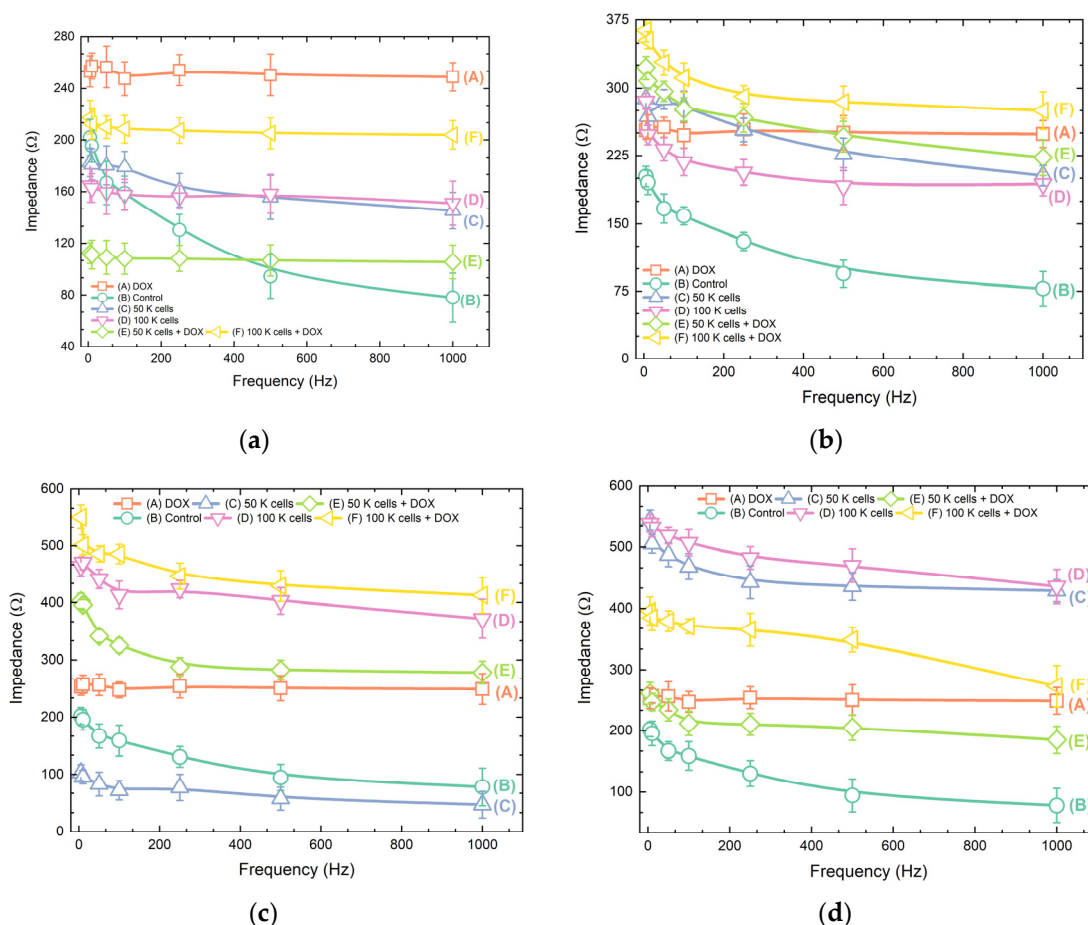 280
240
200
160
120
80
40
Impedance (Ω)
(A)
(F)
(D)
(C)
(E)
(B)
(A) DOX
(B) Control
(C) 50 K cells
(D) 100 K cells
(E) 50 K cells + DOX (F) 100 K cells + DOX
0 200 400 600 800 1000
Frequency (Hz)
(a)
375
300
225
150
75
0
Impedance (Ω)
(F)
(A)
(E)
(C)
(D)
(B)
(A) DOX
(B) Control
(C) 50 K cells
(D) 100 K cells
(E) 50 K cells + DOX
(F) 100 K cells + DOX
0 200 400 600 800 1000
Frequency (Hz)
(b)
600
500
400
300
200
100
0
Impedance (Ω)
(A) DOX (C) 50 K cells (E) 50 K cells + DOX
(B) Control (D) 100 K cells (F) 100 K cells + DOX
(F)
(D)
(E)
(A)
(B)
(C)
0 200 400 600 800 1000
Frequency (Hz)
(c)
600
500
400
300
200
100
Impedance (Ω)
(A) DOX (C) 50 K cells (E) 50 K cells + DOX
(B) Control (D) 100 K cells (F) 100 K cells + DOX
(D)
(C)
(F)
(A)
(E)
(B
0 200 400 600 800 1000
Frequency (Hz)
(d)